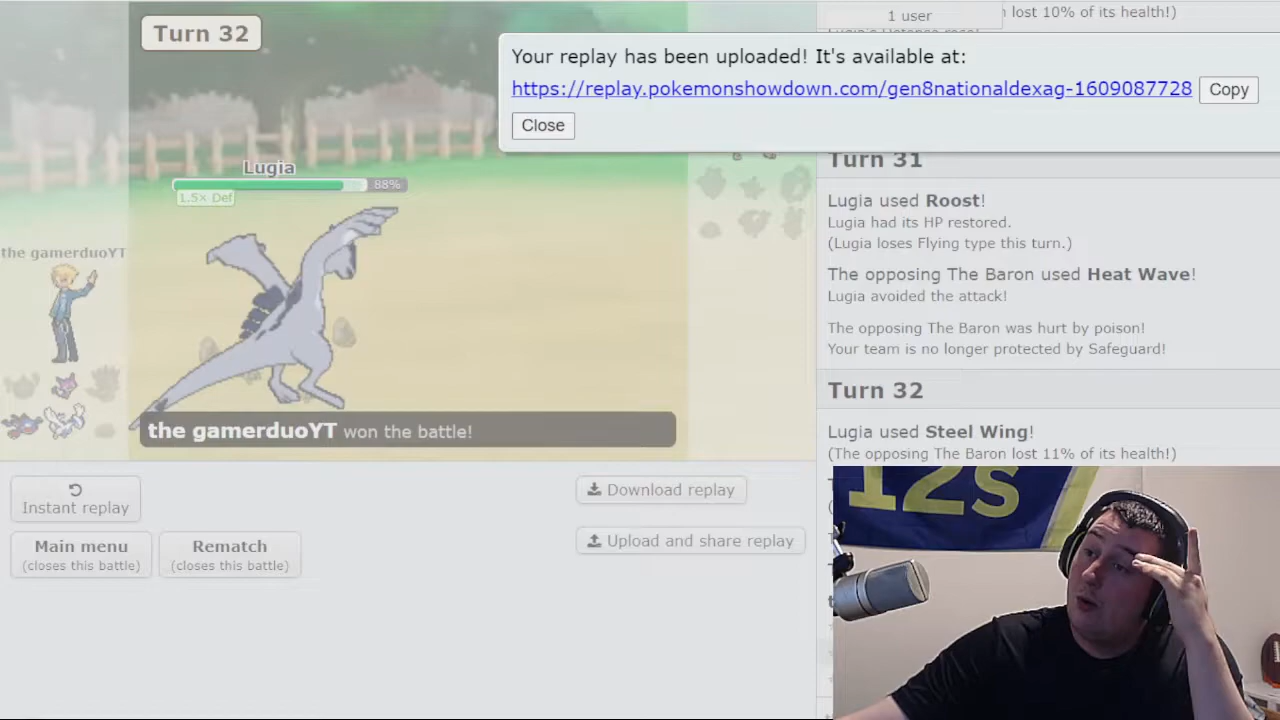 Turn 32
1 user
lost 10% of its health!)
Your replay has been uploaded! It's available at:
https://replay.pokemonshowdown.com/gen8nationaldexag-1609087728
Copy
Close
Turn 31
Lugia
88%
1.5× Def
Lugia used Roost!
Lugia had its HP restored.
(Lugia loses Flying type this turn.)
the gamerduoYT
The opposing The Baron used Heat Wave!
Lugia avoided the attack!
The opposing The Baron was hurt by poison!
Your team is no longer protected by Safeguard!
Turn 32
the gamerduoYT won the battle!
Lugia used Steel Wing!
(The opposing The Baron lost 11% of its health!)
Instant replay
Download replay
Main menu
(closes this battle)
Rematch
(closes this battle)
Upload and share replay
12s